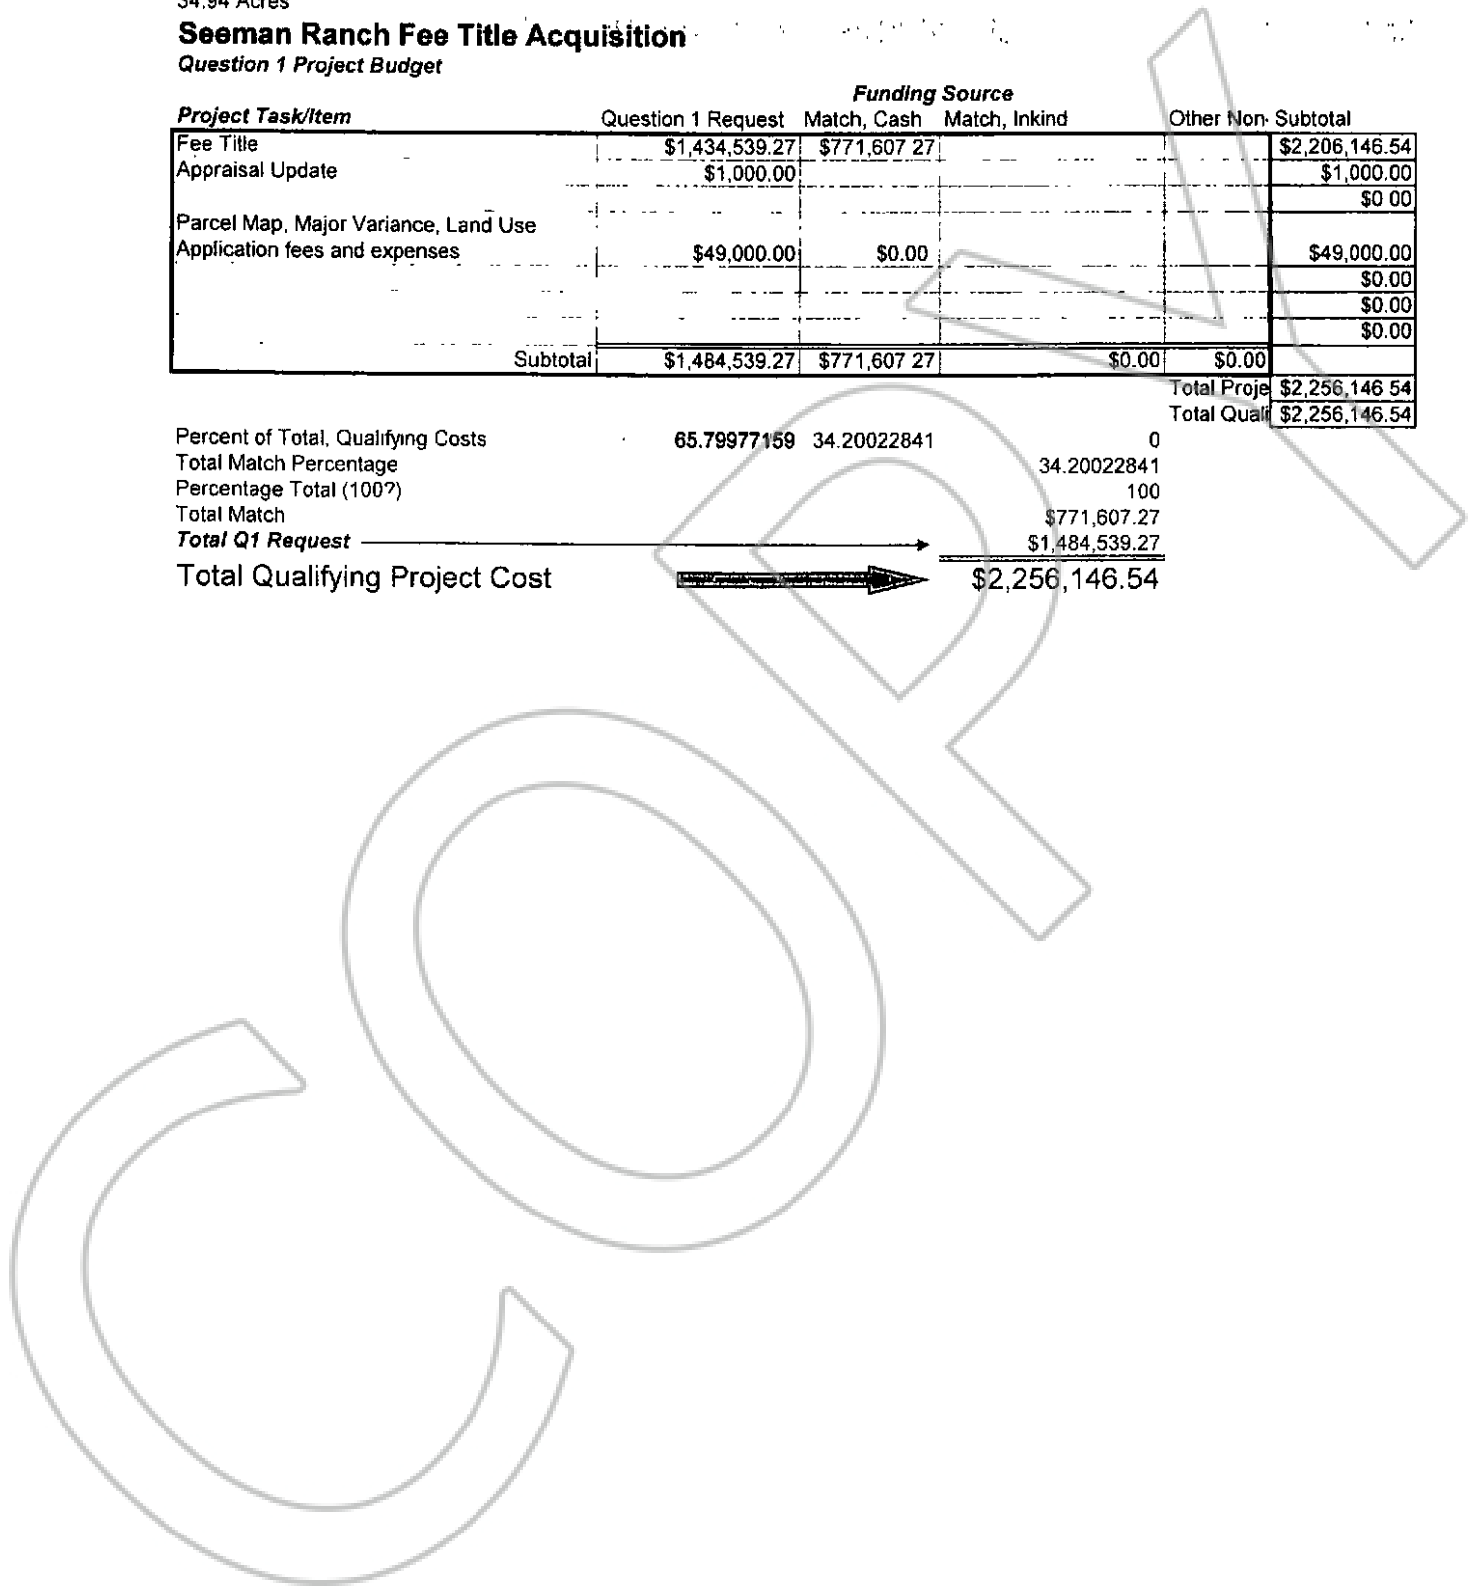 34.94 Acres
Seeman Ranch Fee Title Acquisition
Question 1 Project Budget
Funding Source
Project Task/Item Question 1 Request Match, Cash Match, Inkind Other Non- Subtotal
Fee Title $1,434,539.27 $771,607 27 $2,206,146.54
Appraisal Update $1,000.00 $1,000.00
$0 00
Parcel Map, Major Variance, Land Use
Application fees and expenses $49,000.00 $0.00 $49,000.00
$0.00
$0.00
$0.00
Subtotal $1,484,539.27 $771,607 27 $0.00 $0.00
Total Proje $2,256,146 54
Total Quali $2,256,146.54
Percent of Total, Qualifying Costs 65.79977159 34.20022841 0
Total Match Percentage 34.20022841
Percentage Total (100?) 100
Total Match $771,607.27
Total Q1 Request $1,484,539.27
Total Qualifying Project Cost $2,256,146.54
COPY